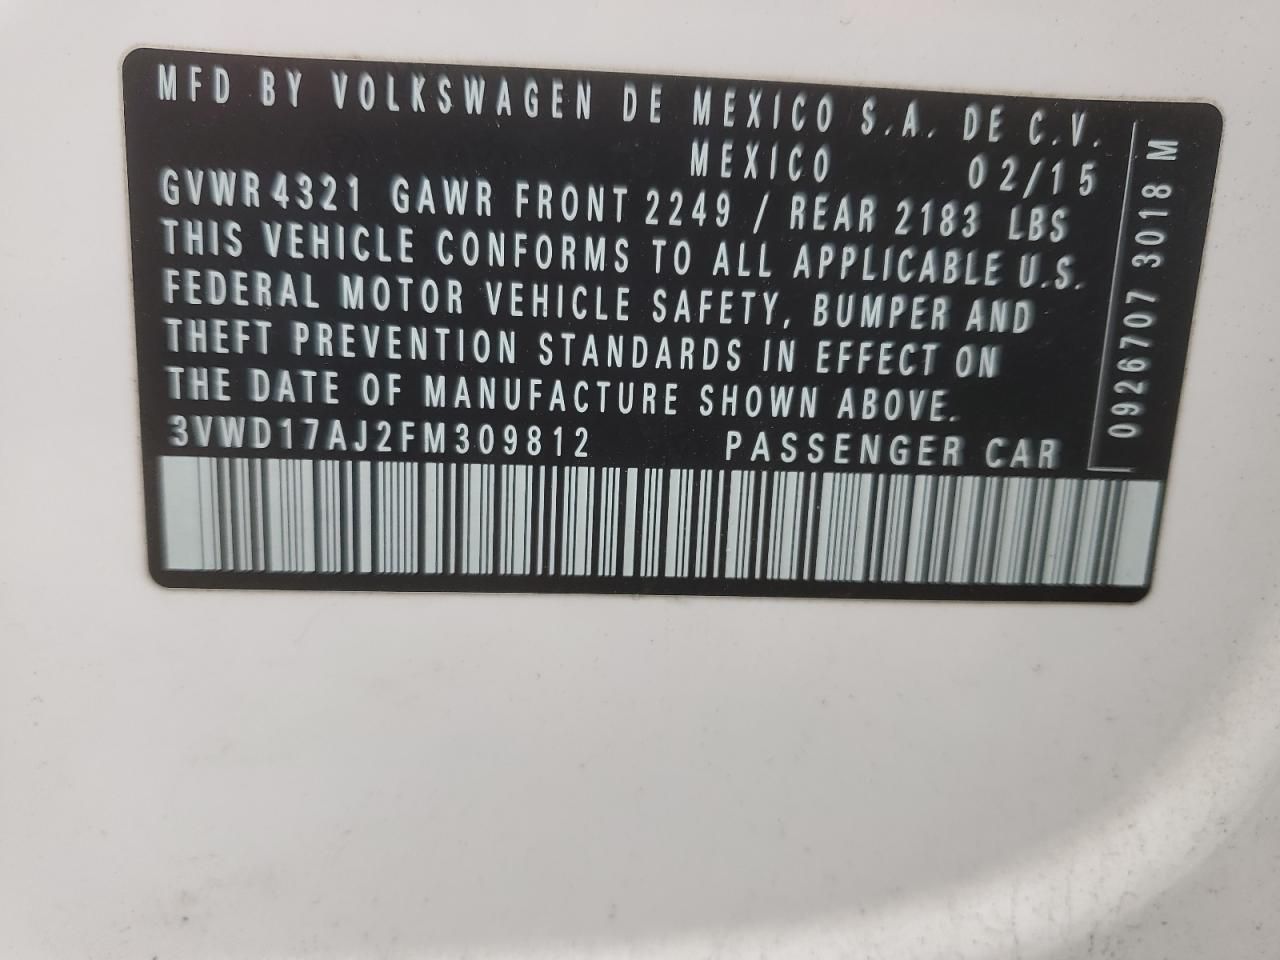 MFD BY VOLKSWAGEN DE MEXICO S.A. DE C.V.
MEXICO 02/15
GVWR 4321 GAWR FRONT 2249 / REAR 2183 LBS
THIS VEHICLE CONFORMS TO ALL APPLICABLE U.S.
FEDERAL MOTOR VEHICLE SAFETY, BUMPER AND
THEFT PREVENTION STANDARDS IN EFFECT ON
THE DATE OF MANUFACTURE SHOWN ABOVE.
3VWD17AJ2FM309812 PASSENGER CAR
0926707 3018 M